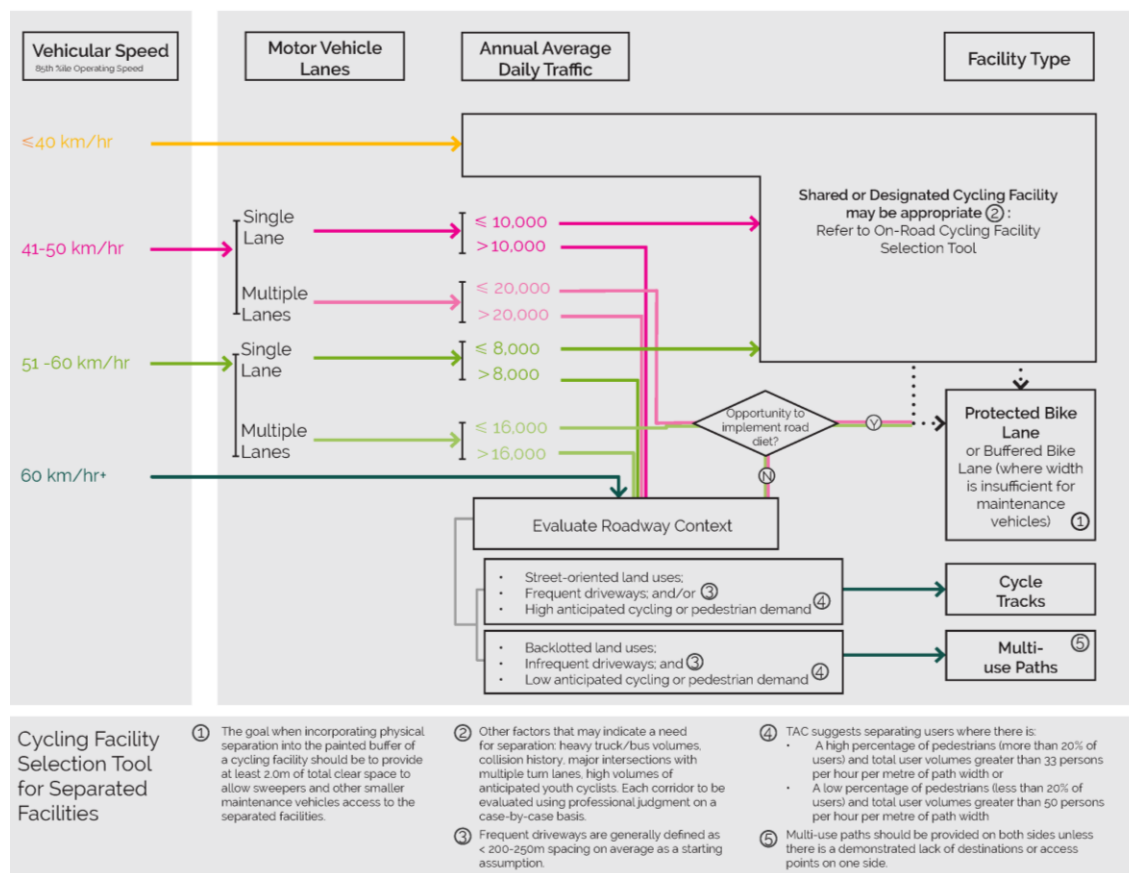 Vehicular Speed
85th %ile Operating Speed
Motor Vehicle
Lanes
Annual Average
Daily Traffic
Facility Type
≤40 km/hr
41-50 km/hr
51 -60 km/hr
60 km/hr+
Single
Lane
Multiple
Lanes
Single
Lane
Multiple
Lanes
≤ 10,000
>10,000
≤ 20,000
>20,000
≤ 8,000
>8,000
≤ 16,000
>16,000
Shared or Designated Cycling Facility
may be appropriate ② :
Refer to On-Road Cycling Facility
Selection Tool
Opportunity to
implement road
diet?
Y
N
Protected Bike
Lane
or Buffered Bike
Lane (where width
is insufficient for
maintenance
vehicles) ①
Evaluate Roadway Context
• Street-oriented land uses;
• Frequent driveways; and/or ③
• High anticipated cycling or pedestrian demand ④
Cycle
Tracks
• Backlotted land uses;
• Infrequent driveways; and ③
• Low anticipated cycling or pedestrian demand ④
Multi-
use Paths ⑤
Cycling Facility
Selection Tool
for Separated
Facilities
① The goal when incorporating physical
separation into the painted buffer of
a cycling facility should be to provide
at least 2.0m of total clear space to
allow sweepers and other smaller
maintenance vehicles access to the
separated facilities.
② Other factors that may indicate a need
for separation: heavy truck/bus volumes,
collision history, major intersections with
multiple turn lanes, high volumes of
anticipated youth cyclists. Each corridor to be
evaluated using professional judgment on a
case-by-case basis.
③ Frequent driveways are generally defined as
< 200-250m spacing on average as a starting
assumption.
④ TAC suggests separating users where there is:
• A high percentage of pedestrians (more than 20% of
users) and total user volumes greater than 33 persons
per hour per metre of path width or
• A low percentage of pedestrians (less than 20% of
users) and total user volumes greater than 50 persons
per hour per metre of path width
⑤ Multi-use paths should be provided on both sides unless
there is a demonstrated lack of destinations or access
points on one side.